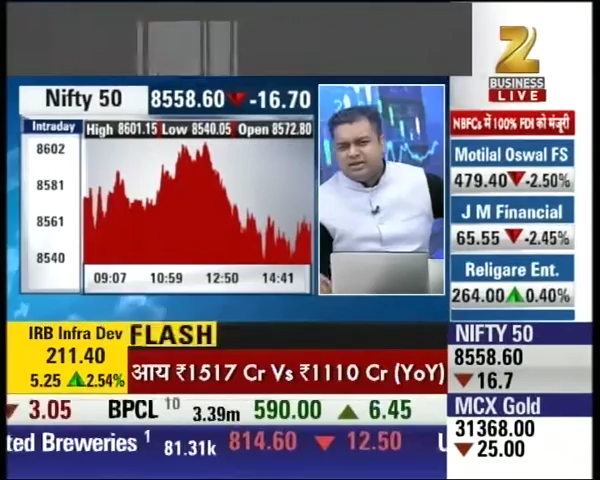 Z
BUSINESS
LIVE
Nifty 50 8558.60 -16.70
Intraday High 8601.15 Low 8540.05 Open 8572.80
8602
8581
8561
8540
09:07 10:59 12:50 14:41
NBFCs में 100% FDI को मंजूरी
Motilal Oswal FS
479.40 -2.50%
J M Financial
65.55 -2.45%
Religare Ent.
264.00 0.40%
IRB Infra Dev
211.40
5.25 2.54%
FLASH
आय ₹1517 Cr Vs ₹1110 Cr (YoY)
NIFTY 50
8558.60
16.7
MCX Gold
31368.00
25.00
3.05 BPCL 10 3.39m 590.00 6.45
ted Breweries 1 81.31k 814.60 12.50 U